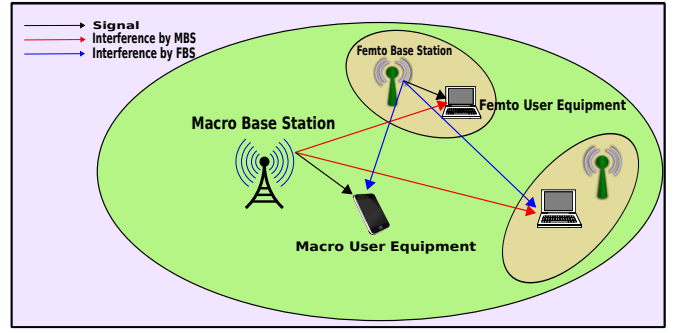 Signal
Interference by MBS
Interference by FBS
Femto Base Station
Femto User Equipment
Macro Base Station
Macro User Equipment